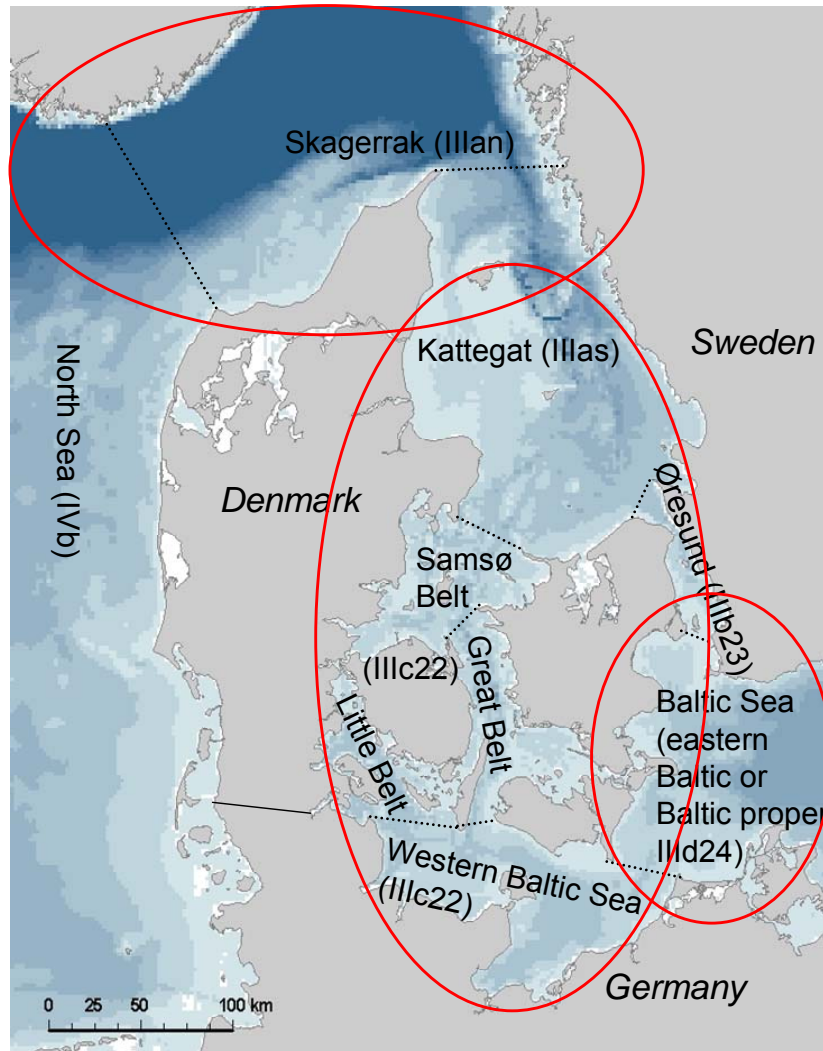 Skagerrak (IIIan)
Kattegat (IIIas)
Sweden
North Sea (IVb)
Denmark
Øresund (IIIb23)
Samsø
Belt
(IIIc22)
Great Belt
Little Belt
Baltic Sea
(eastern
Baltic or
Baltic proper
IIId24)
Western Baltic Sea
(IIIc22)
Germany
0 25 50 100 km